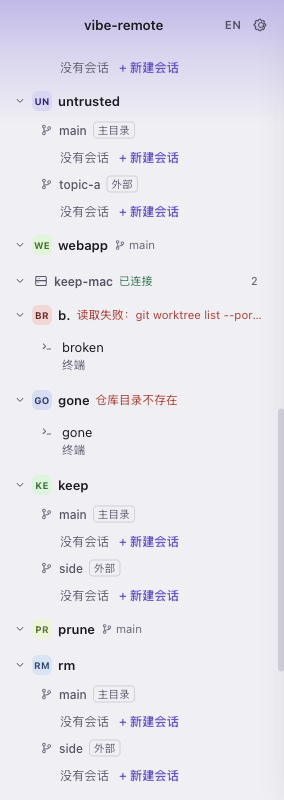 vibe-remote EN
没有会话 + 新建会话
UN untrusted
main 主目录
没有会话 + 新建会话
topic-a 外部
没有会话 + 新建会话
WE webapp main
keep-mac 已连接 2
BR b. 读取失败：git worktree list --por...
broken
终端
GO gone 仓库目录不存在
gone
终端
KE keep
main 主目录
没有会话 + 新建会话
side 外部
没有会话 + 新建会话
PR prune main
RM rm
main 主目录
没有会话 + 新建会话
side 外部
没有会话 + 新建会话